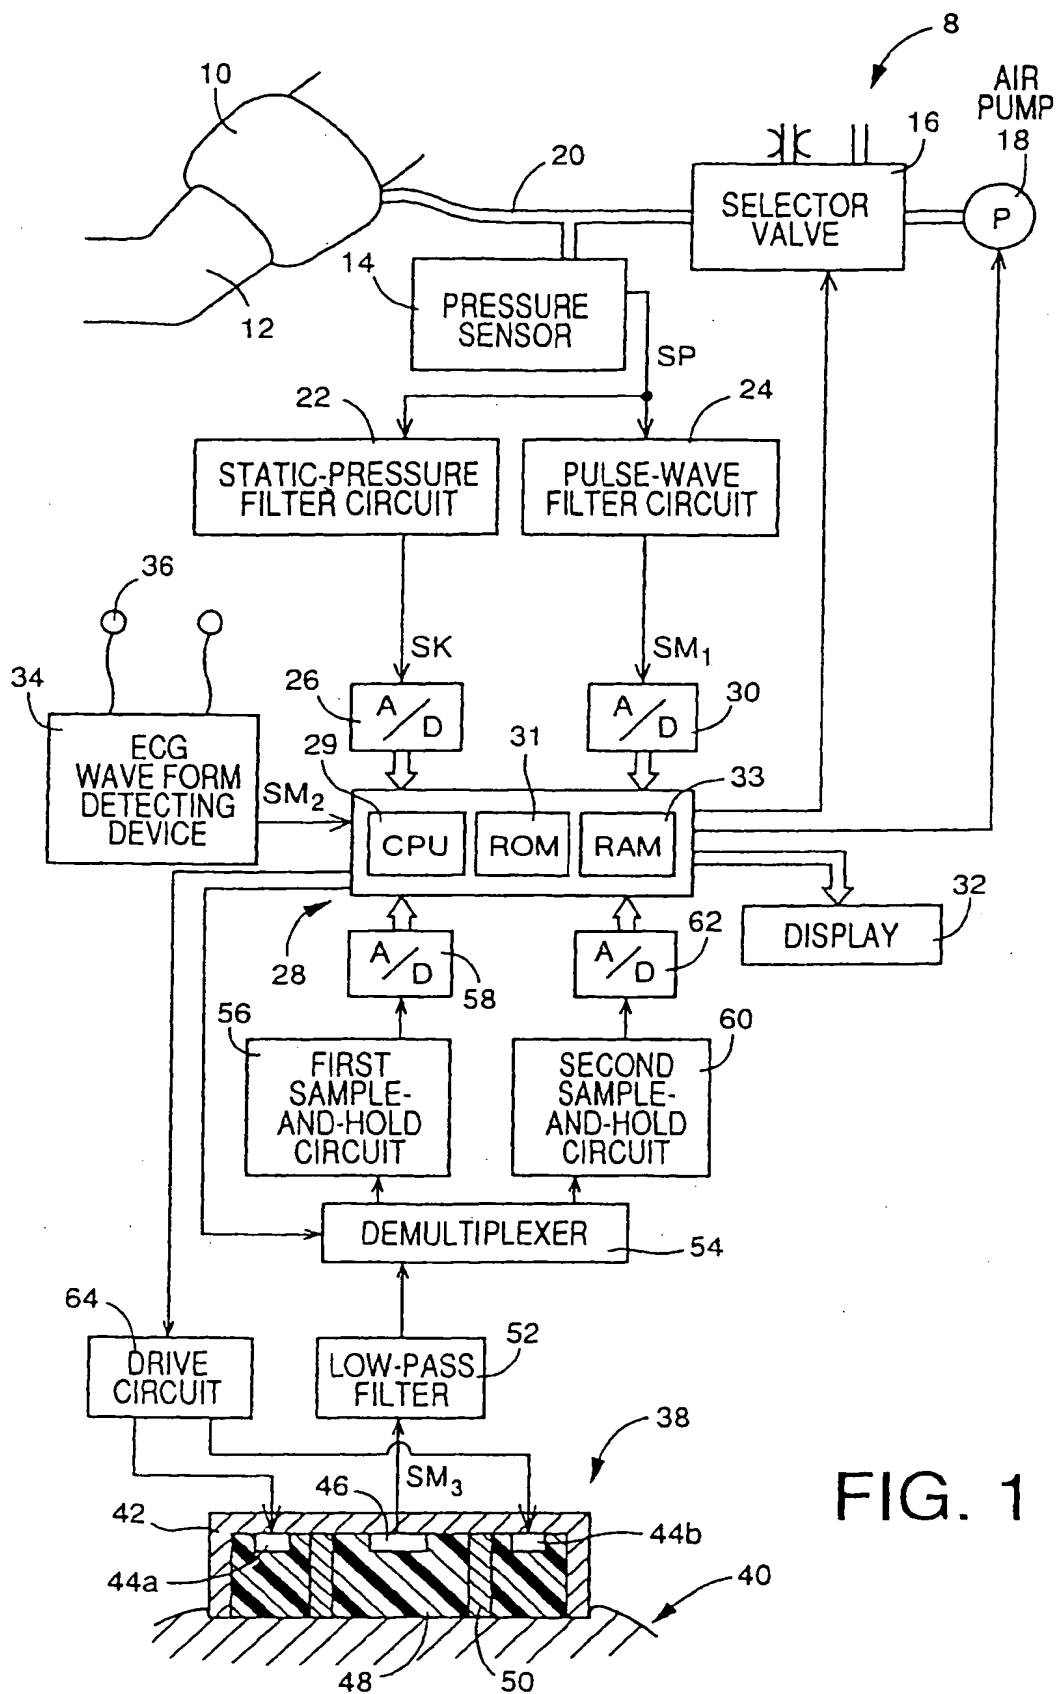 8
AIR
PUMP
18
10
16
20
SELECTOR
VALVE
P
14
PRESSURE
SENSOR
12
SP
22
24
STATIC-PRESSURE
FILTER CIRCUIT
PULSE-WAVE
FILTER CIRCUIT
36
SK
SM1
34
26
A/D
A/D
30
ECG
WAVE FORM
DETECTING
DEVICE
29
31
33
SM2
CPU
ROM
RAM
32
DISPLAY
28
A/D
58
A/D
62
56
60
FIRST
SAMPLE-
AND-HOLD
CIRCUIT
SECOND
SAMPLE-
AND-HOLD
CIRCUIT
DEMULTIPLEXER
54
64
52
DRIVE
CIRCUIT
LOW-PASS
FILTER
38
SM3
46
FIG. 1
42
44b
44a
40
48
50